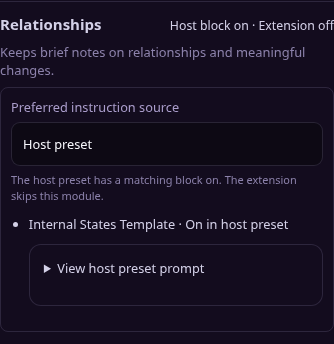 Relationships
Host block on · Extension off
Keeps brief notes on relationships and meaningful
changes.
Preferred instruction source
Host preset
The host preset has a matching block on. The extension
skips this module.
• Internal States Template · On in host preset
▶ View host preset prompt